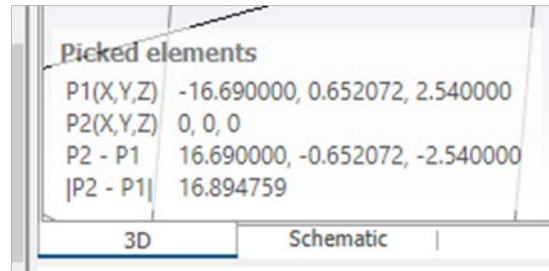 Picked elements
P1(X,Y,Z) -16.690000, 0.652072, 2.540000
P2(X,Y,Z) 0, 0, 0
P2 - P1 16.690000, -0.652072, -2.540000
|P2 - P1| 16.894759
3D Schematic